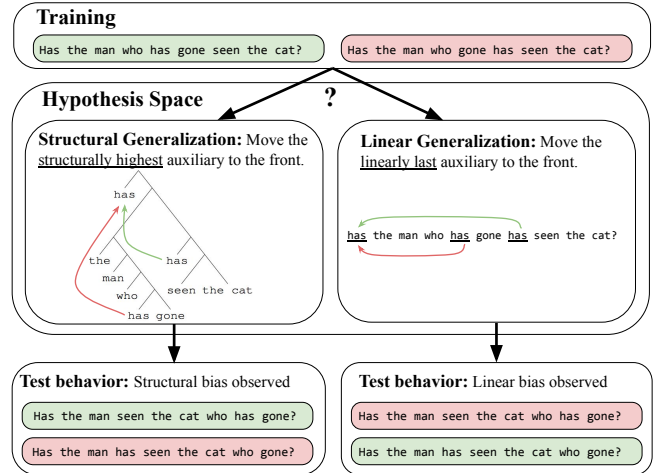 Training
Has the man who has gone seen the cat? Has the man who gone has seen the cat?
Hypothesis Space
?
Structural Generalization: Move the
structurally highest auxiliary to the front.
has
the
has
man
who
seen the cat
has gone
Linear Generalization: Move the
linearly last auxiliary to the front.
has the man who has gone has seen the cat?
Test behavior: Structural bias observed
Has the man seen the cat who has gone?
Has the man has seen the cat who gone?
Test behavior: Linear bias observed
Has the man seen the cat who has gone?
Has the man has seen the cat who gone?